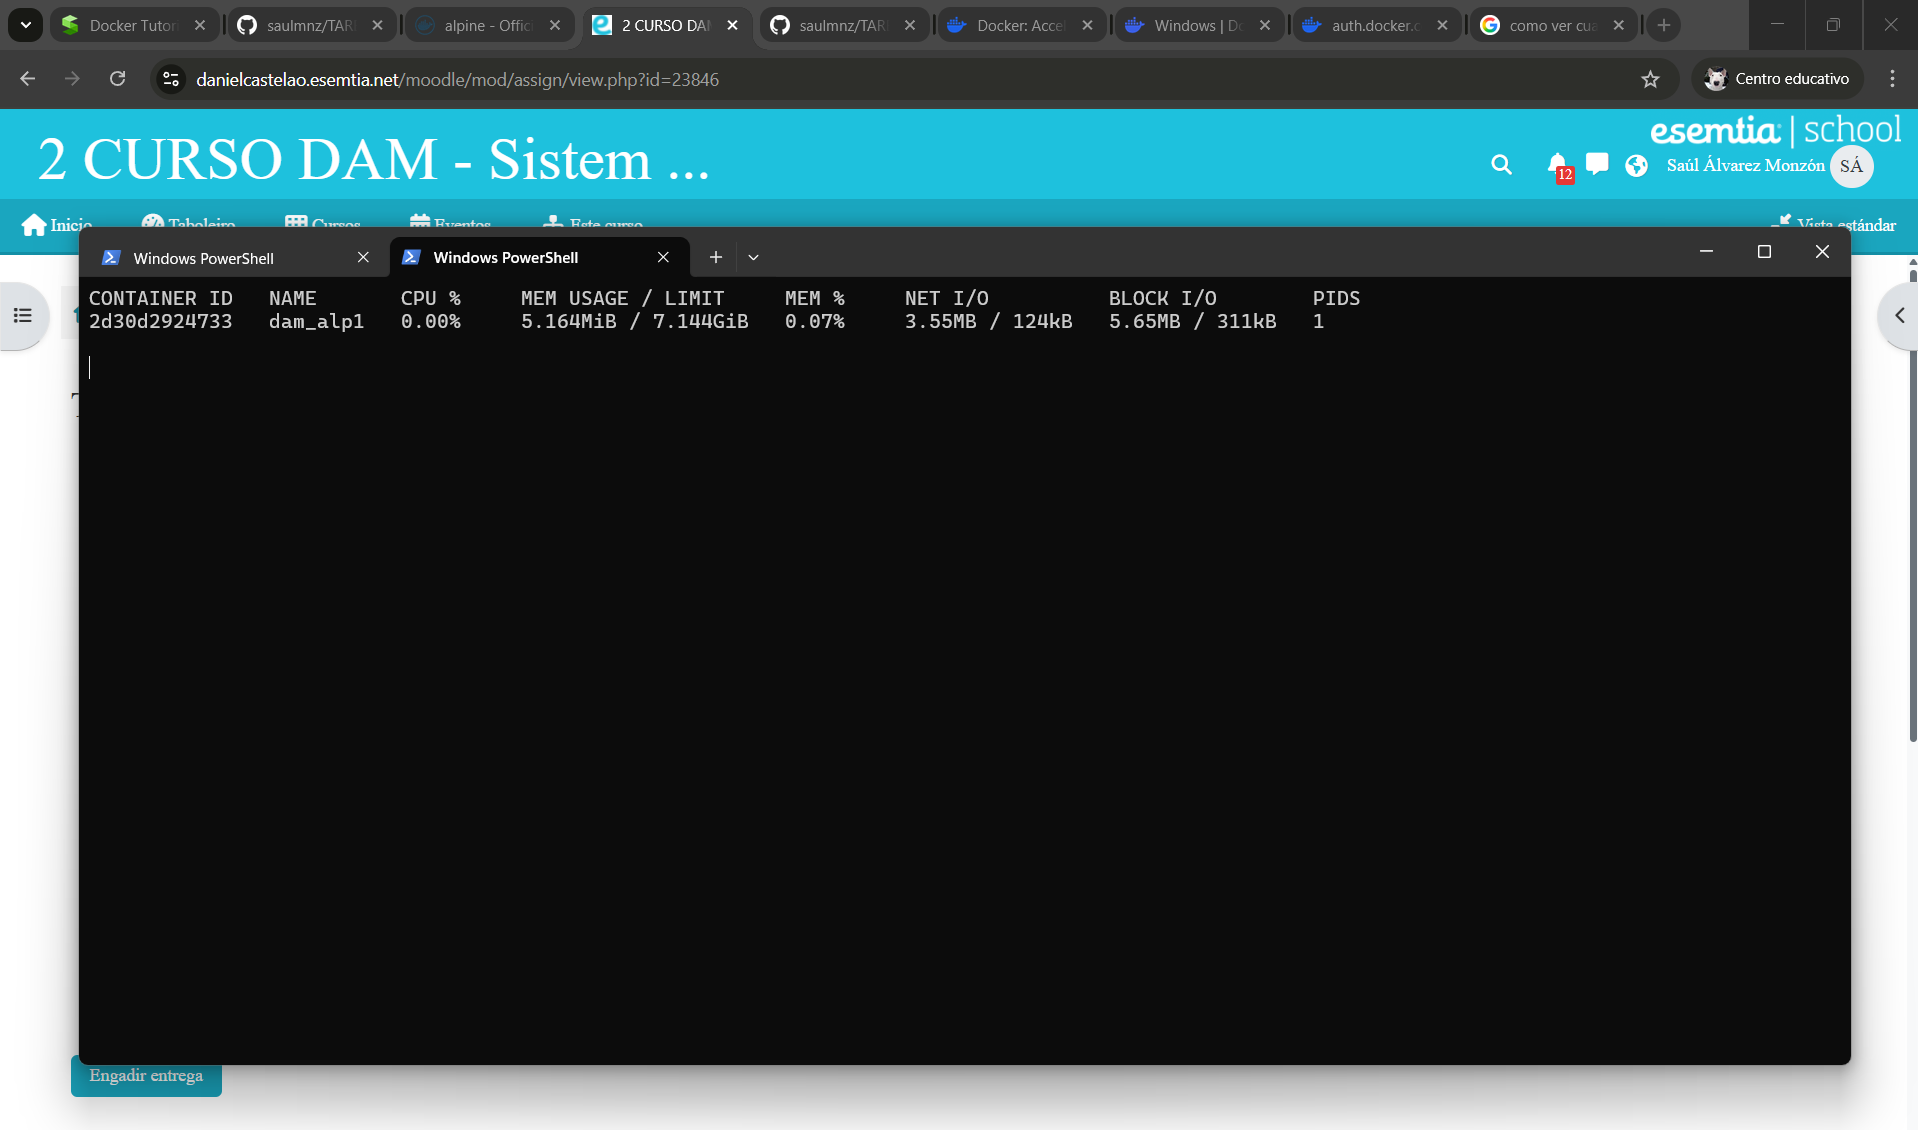 Docker Tutor
saulmnz/TAR
alpine - Offic
2 CURSO DA
saulmnz/TAR
Docker: Acce
Windows | Do
auth.docker.c
como ver cua
danielcastelao.esemtia.net/moodle/mod/assign/view.php?id=23846
Centro educativo
2 CURSO DAM - Sistem ...
esemtia | school
12
Saúl Álvarez Monzón
SÁ
Inicio
Taboleiro
Cursos
Eventos
Este curso
Vista estándar
Windows PowerShell
Windows PowerShell
CONTAINER ID NAME CPU % MEM USAGE / LIMIT MEM % NET I/O BLOCK I/O PIDS
2d30d2924733 dam_alp1 0.00% 5.164MiB / 7.144GiB 0.07% 3.55MB / 124kB 5.65MB / 311kB 1
Engadir entrega